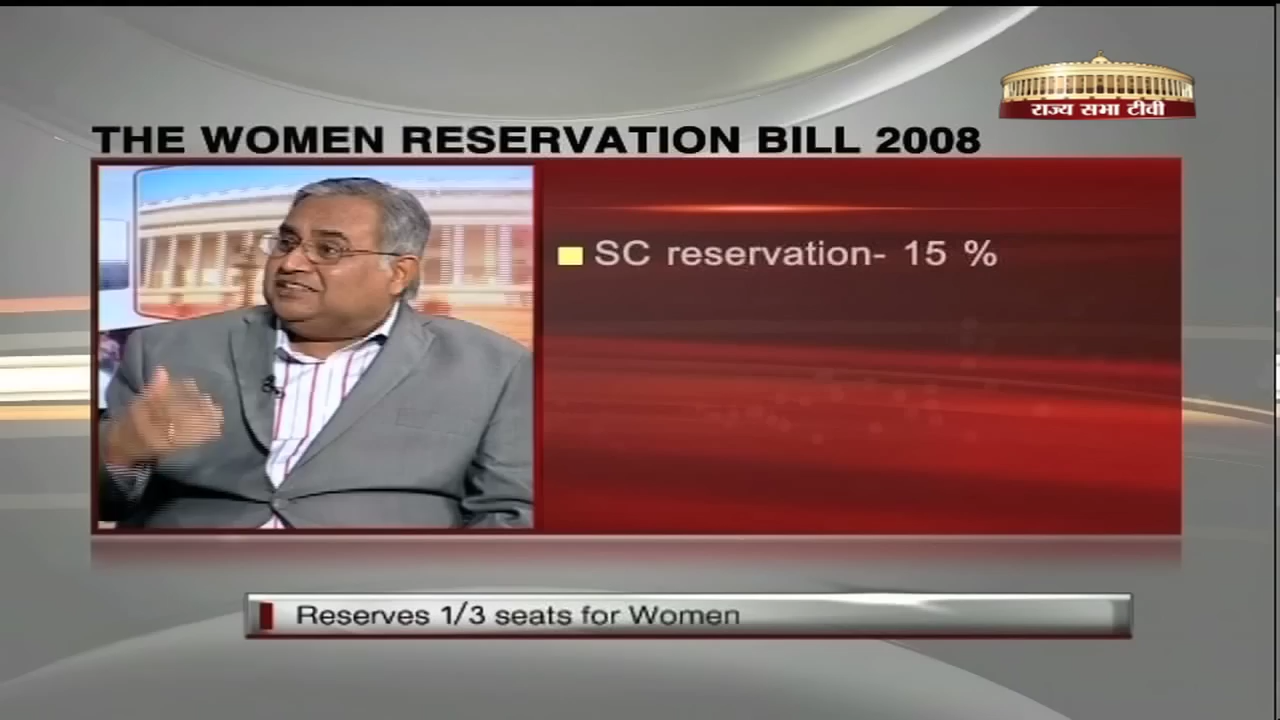 राज्य सभा टीवी
THE WOMEN RESERVATION BILL 2008
SC reservation- 15 %
Reserves 1/3 seats for Women